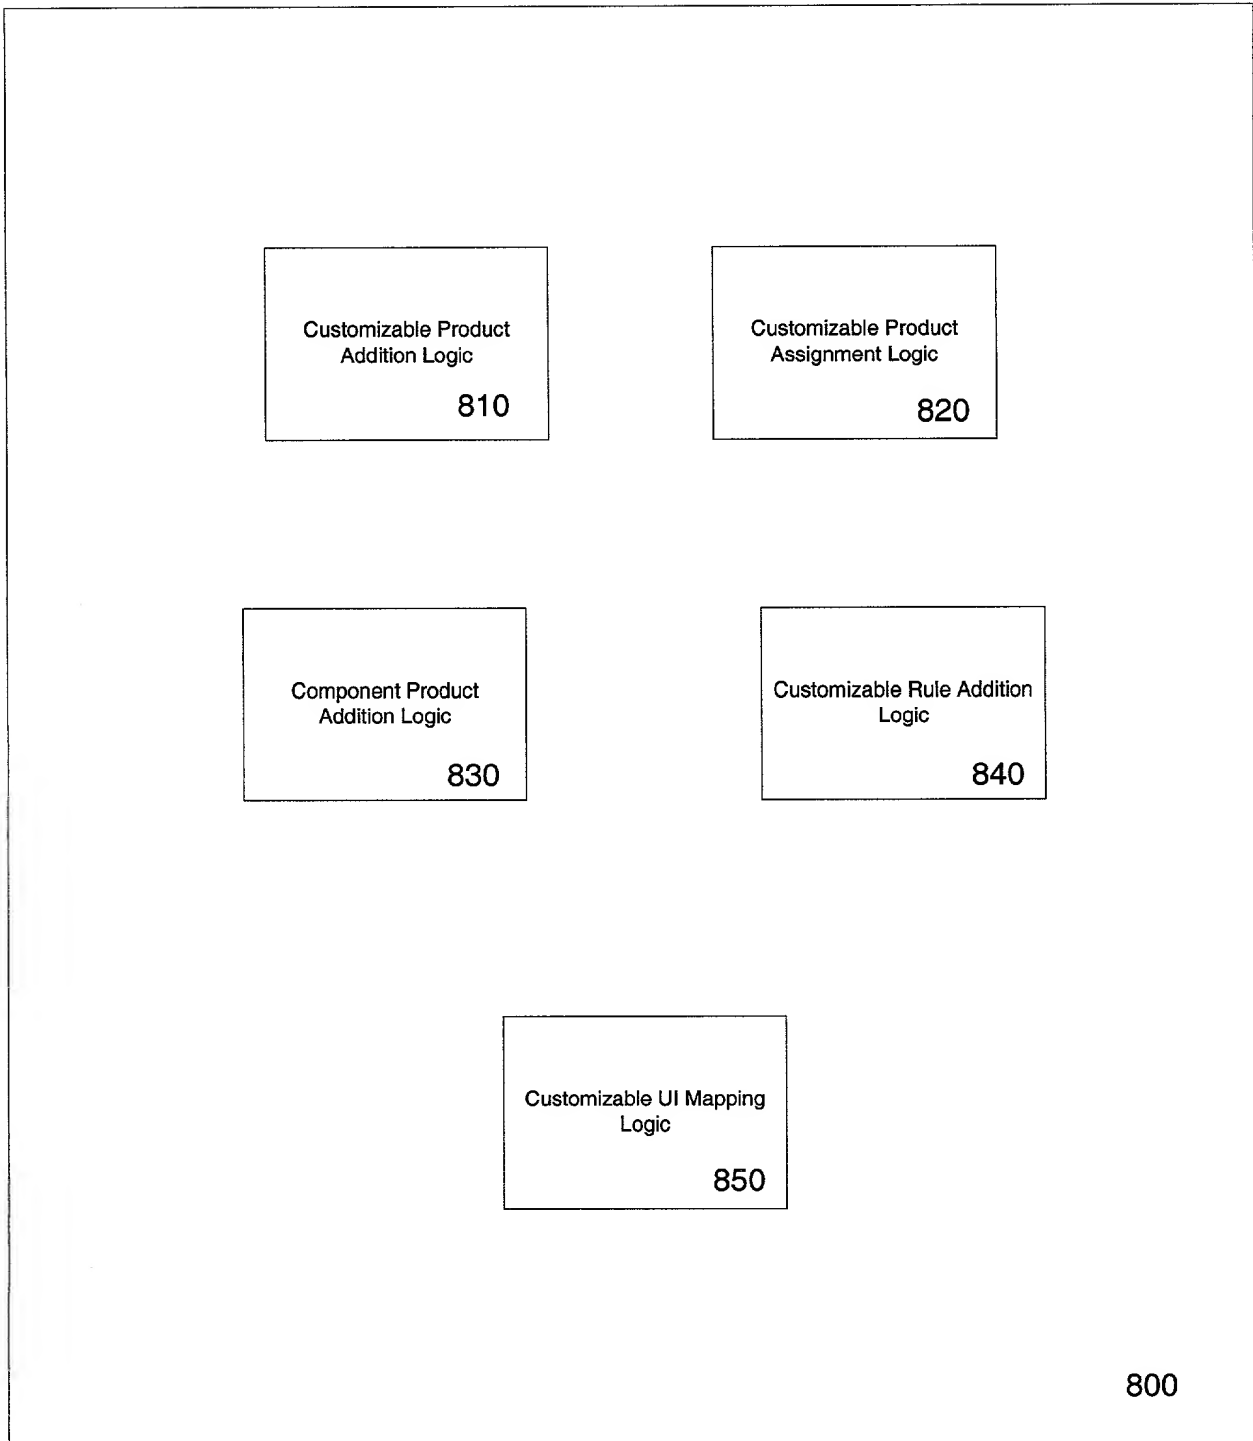 Customizable Product
Addition Logic
810
Customizable Product
Assignment Logic
820
Component Product
Addition Logic
830
Customizable Rule Addition
Logic
840
Customizable UI Mapping
Logic
850
800